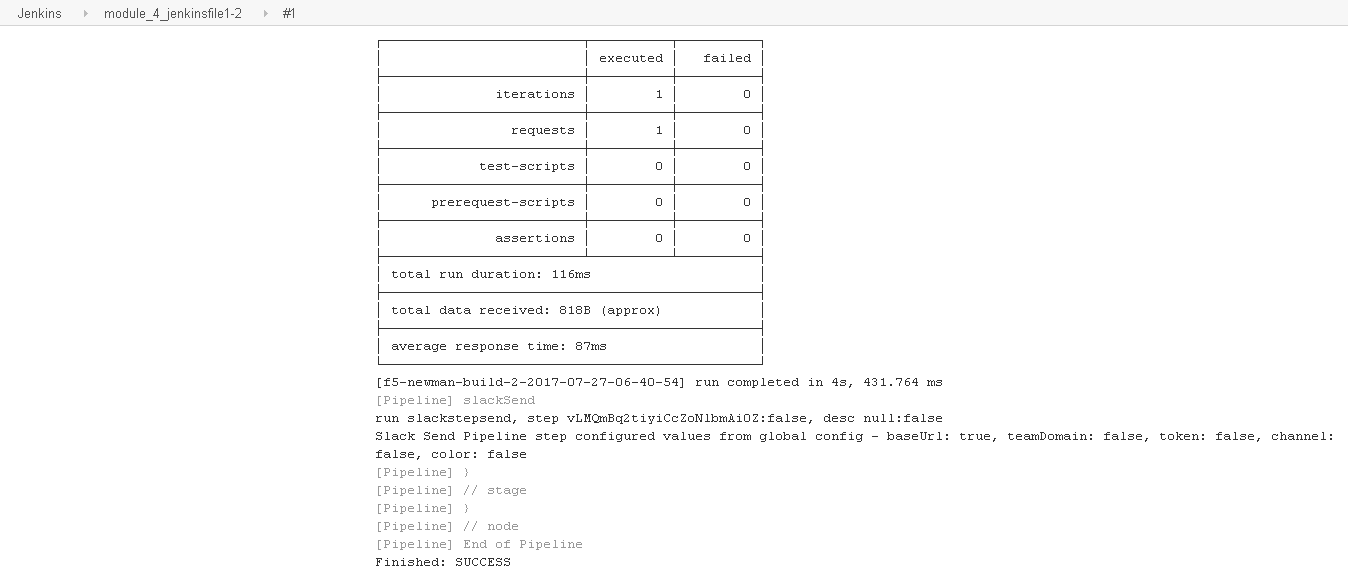 Jenkins module_4_jenkinsfile1-2 #1
executed failed
iterations 1 0
requests 1 0
test-scripts 0 0
prerequest-scripts 0 0
assertions 0 0
total run duration: 116ms
total data received: 818B (approx)
average response time: 87ms
[f5-newman-build-2-2017-07-27-06-40-54] run completed in 4s, 431.764 ms
[Pipeline] slackSend
run slackstepsend, step vLMQmBq2tiyiCcZoNlbmAiOZ:false, desc null:false
Slack Send Pipeline step configured values from global config - baseUrl: true, teamDomain: false, token: false, channel:
false, color: false
[Pipeline] }
[Pipeline] // stage
[Pipeline] }
[Pipeline] // node
[Pipeline] End of Pipeline
Finished: SUCCESS